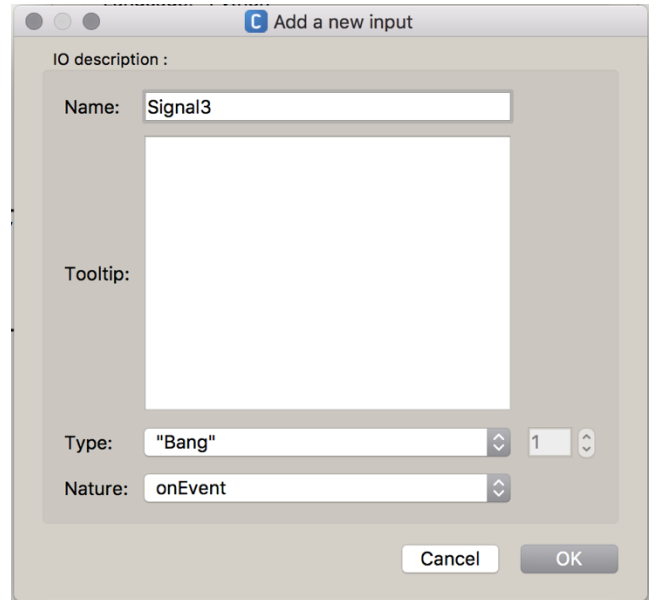 Add a new input
IO description :
Name: Signal3
Tooltip:
Type: "Bang" 1
Nature: onEvent
Cancel OK